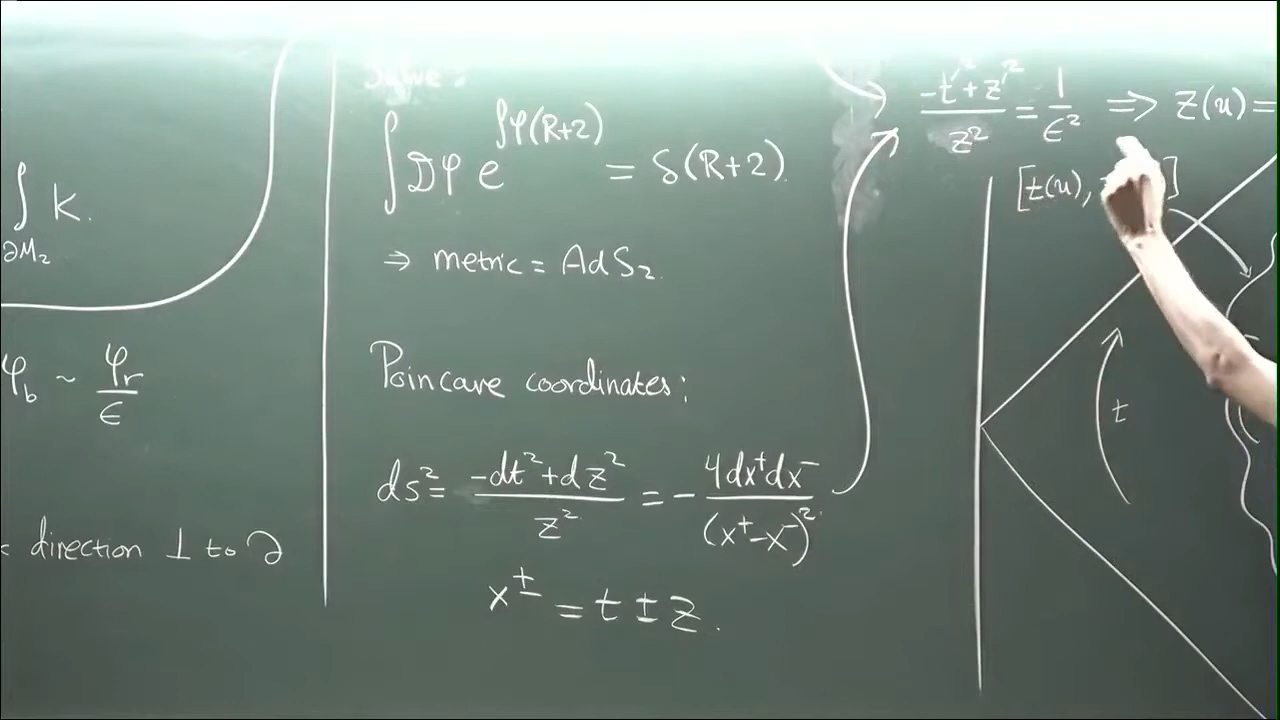 ∫_{∂M₂} K.
φ_b ~ φ_r/ϵ
direction ⊥ to ∂
Solve:
∫Dφ e^{∫φ(R+2)} = δ(R+2).
⇒ metric = AdS₂.
Poincare coordinates:
ds² = (-dt²+dz²)/z² = - 4dx⁺dx⁻/(x⁺-x⁻)².
x^± = t ± z.
(-t'²+z'²)/z² = 1/ϵ² ⇒ z(u) =
[t(u), ]
t